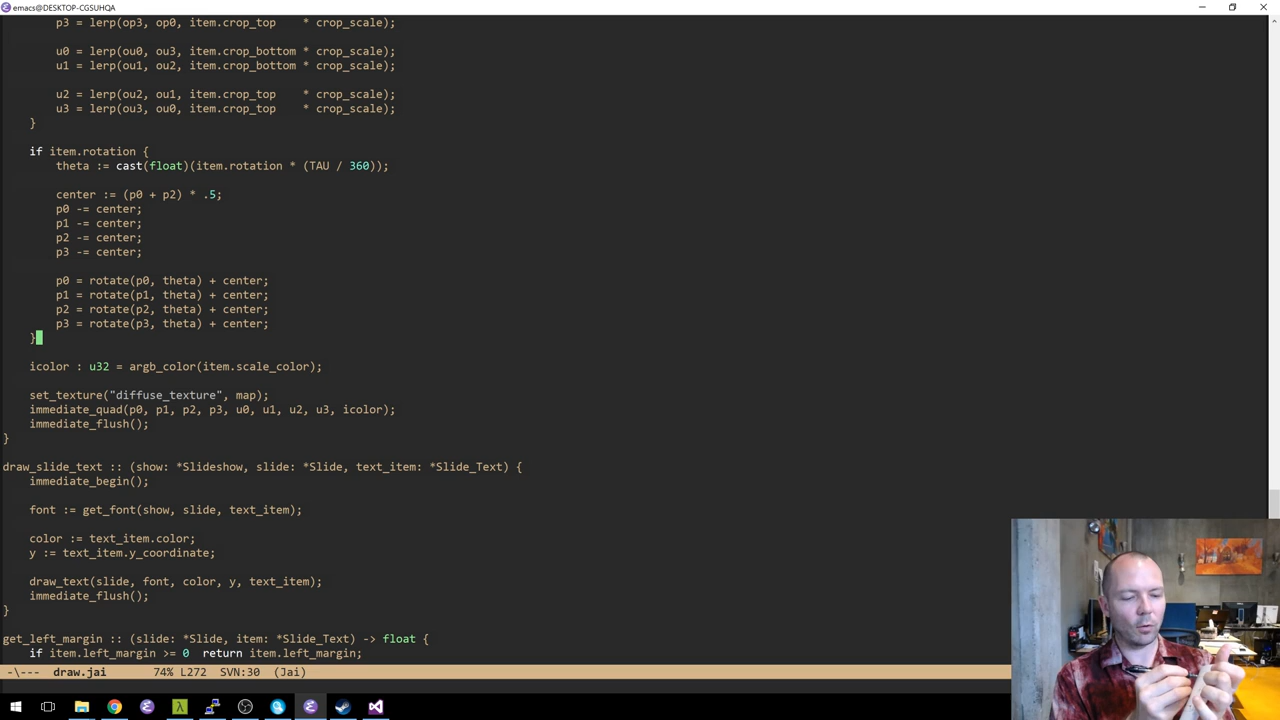 emacs@DESKTOP-CGSUHQA
p3 = lerp(op3, op0, item.crop_top    * crop_scale);
u0 = lerp(ou0, ou3, item.crop_bottom * crop_scale);
u1 = lerp(ou1, ou2, item.crop_bottom * crop_scale);
u2 = lerp(ou2, ou1, item.crop_top    * crop_scale);
u3 = lerp(ou3, ou0, item.crop_top    * crop_scale);
}
if item.rotation {
theta := cast(float)(item.rotation * (TAU / 360));
center := (p0 + p2) * .5;
p0 -= center;
p1 -= center;
p2 -= center;
p3 -= center;
p0 = rotate(p0, theta) + center;
p1 = rotate(p1, theta) + center;
p2 = rotate(p2, theta) + center;
p3 = rotate(p3, theta) + center;
}
icolor : u32 = argb_color(item.scale_color);
set_texture("diffuse_texture", map);
immediate_quad(p0, p1, p2, p3, u0, u1, u2, u3, icolor);
immediate_flush();
}
draw_slide_text :: (show: *Slideshow, slide: *Slide, text_item: *Slide_Text) {
immediate_begin();
font := get_font(show, slide, text_item);
color := text_item.color;
y := text_item.y_coordinate;
draw_text(slide, font, color, y, text_item);
immediate_flush();
}
get_left_margin :: (slide: *Slide, item: *Slide_Text) -> float {
if item.left_margin >= 0  return item.left_margin;
-\---  draw.jai       74% L272  SVN:30  (Jai)